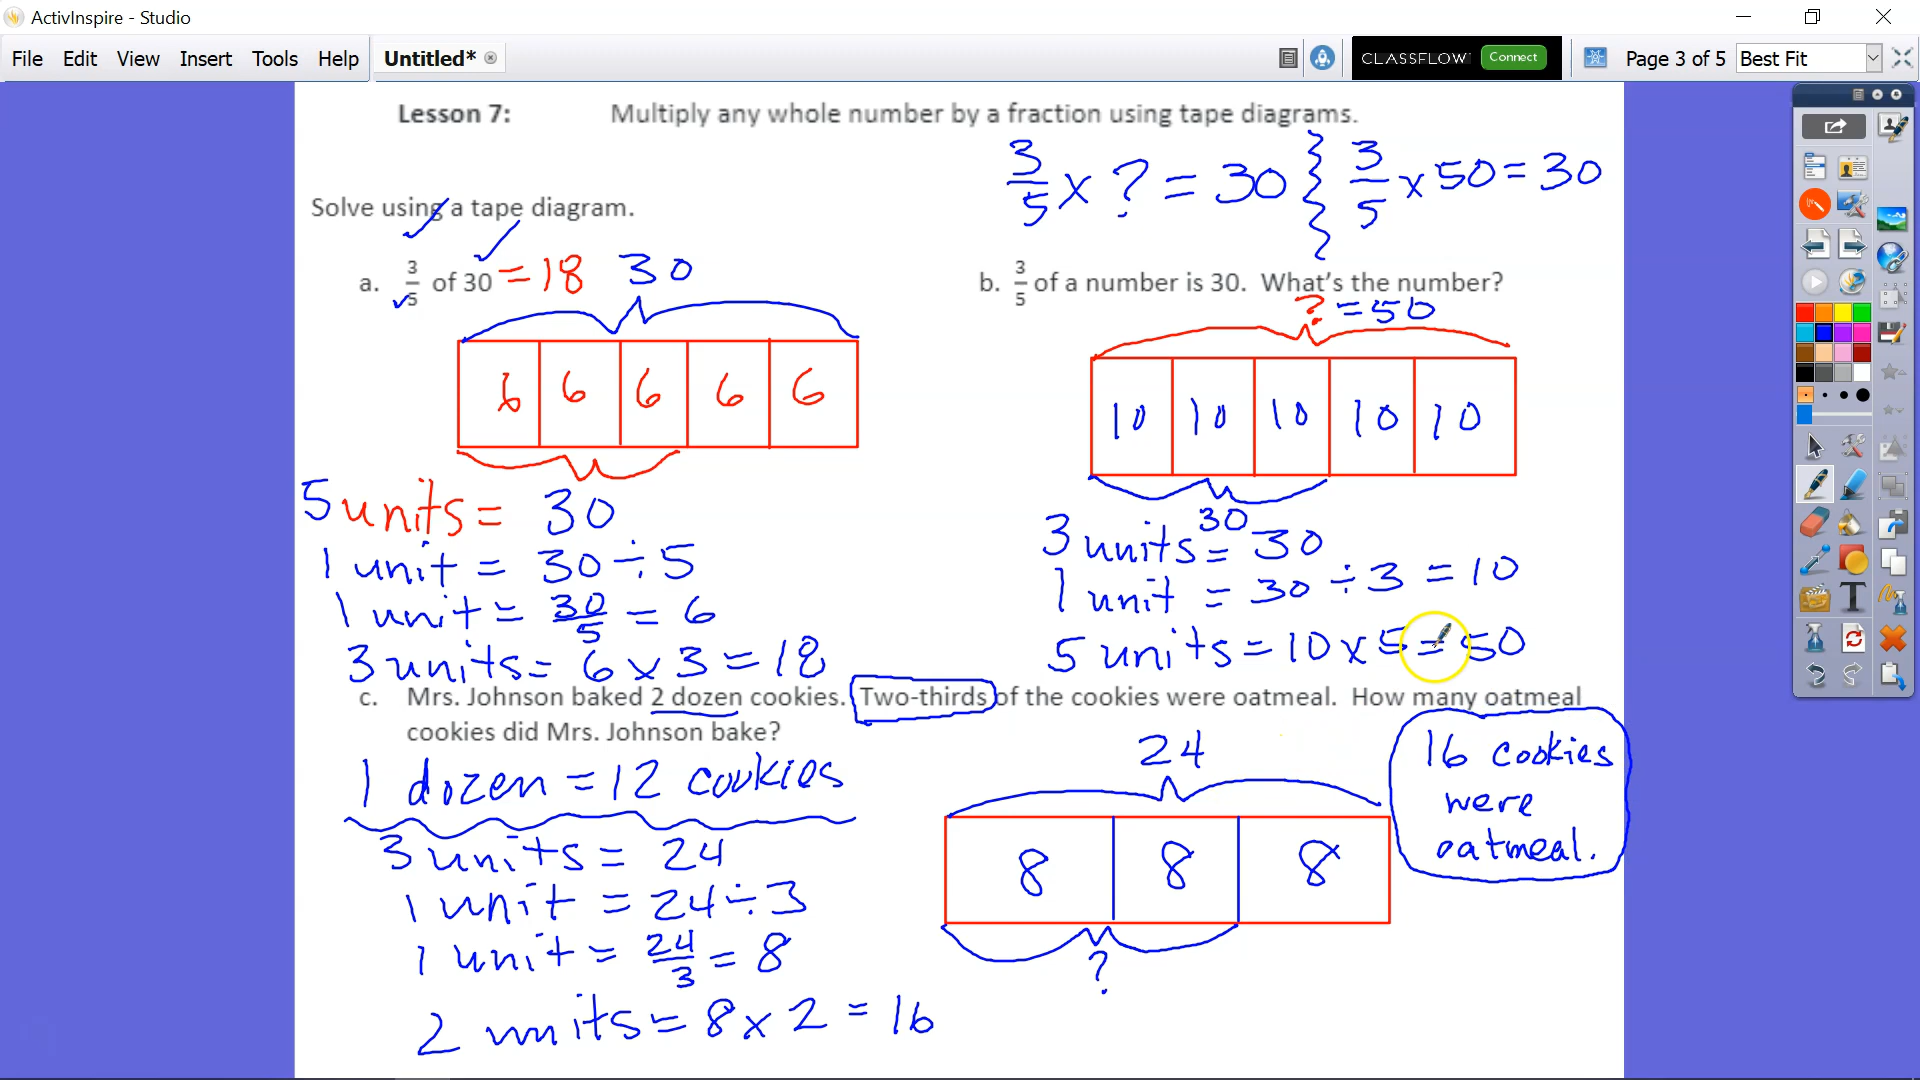 ActivInspire - Studio
File Edit View Insert Tools Help Untitled* CLASSFLOW Connect Page 3 of 5 Best Fit
Lesson 7: Multiply any whole number by a fraction using tape diagrams.
3/5 x ? = 30 } 3/5 x 50 = 30
Solve using a tape diagram.
a. 3/5 of 30 = 18
30
6 6 6 6 6
5 units = 30
1 unit = 30 ÷ 5
1 unit = 30/5 = 6
3 units = 6 x 3 = 18
b. 3/5 of a number is 30. What's the number?
? = 50
10 10 10 10 10
30
3 units = 30
1 unit = 30 ÷ 3 = 10
5 units = 10 x 5 = 50
c. Mrs. Johnson baked 2 dozen cookies. Two-thirds of the cookies were oatmeal. How many oatmeal
cookies did Mrs. Johnson bake?
1 dozen = 12 cookies
3 units = 24
1 unit = 24 ÷ 3
1 unit = 24/3 = 8
2 units = 8 x 2 = 16
24
8 8 8
?
16 cookies
were
oatmeal.